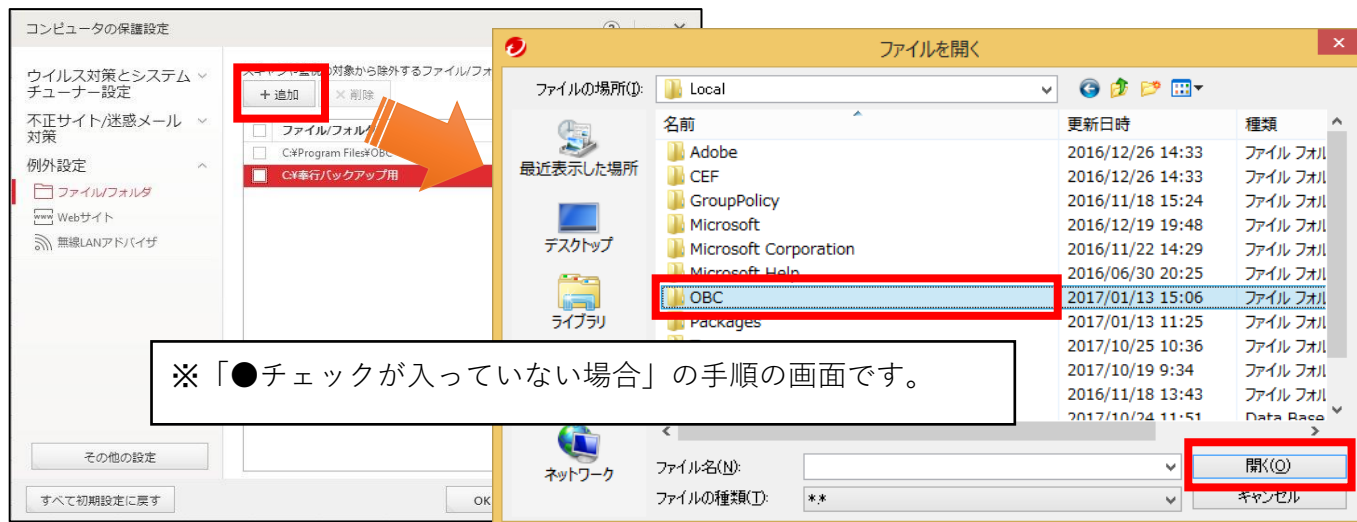 コンピュータの保護設定
ウイルス対策とシステム
チューナー設定
不正サイト/迷惑メール
対策
例外設定
ファイル/フォルダ
www Webサイト
無線LANアドバイザ
その他の設定
すべて初期設定に戻す
対象から除外するファイル/フォ
+ 追加
× 削除
ファイル/フォルダ
C:¥Program Files¥OBC
C:¥奉行バックアップ用
OK
ファイルを開く
ファイルの場所(I):
Local
最近表示した場所
デスクトップ
ライブラリ
ネットワーク
名前 更新日時 種類
Adobe 2016/12/26 14:33 ファイル フォル
CEF 2016/12/26 14:33 ファイル フォル
GroupPolicy 2016/11/18 15:24 ファイル フォル
Microsoft 2016/12/19 19:48 ファイル フォル
Microsoft Corporation 2016/11/22 14:29 ファイル フォル
Microsoft Help 2016/06/30 20:25 ファイル フォル
OBC 2017/01/13 15:06 ファイル フォル
Packages 2017/01/13 11:25 ファイル フォル
2017/10/25 10:36 ファイル フォル
2017/10/19 9:34 ファイル フォル
2016/11/18 13:43 ファイル フォル
2017/10/24 11:51 Data Base
※「●チェックが入っていない場合」の手順の画面です。
ファイル名(N):
開く(O)
ファイルの種類(T): *.*
キャンセル